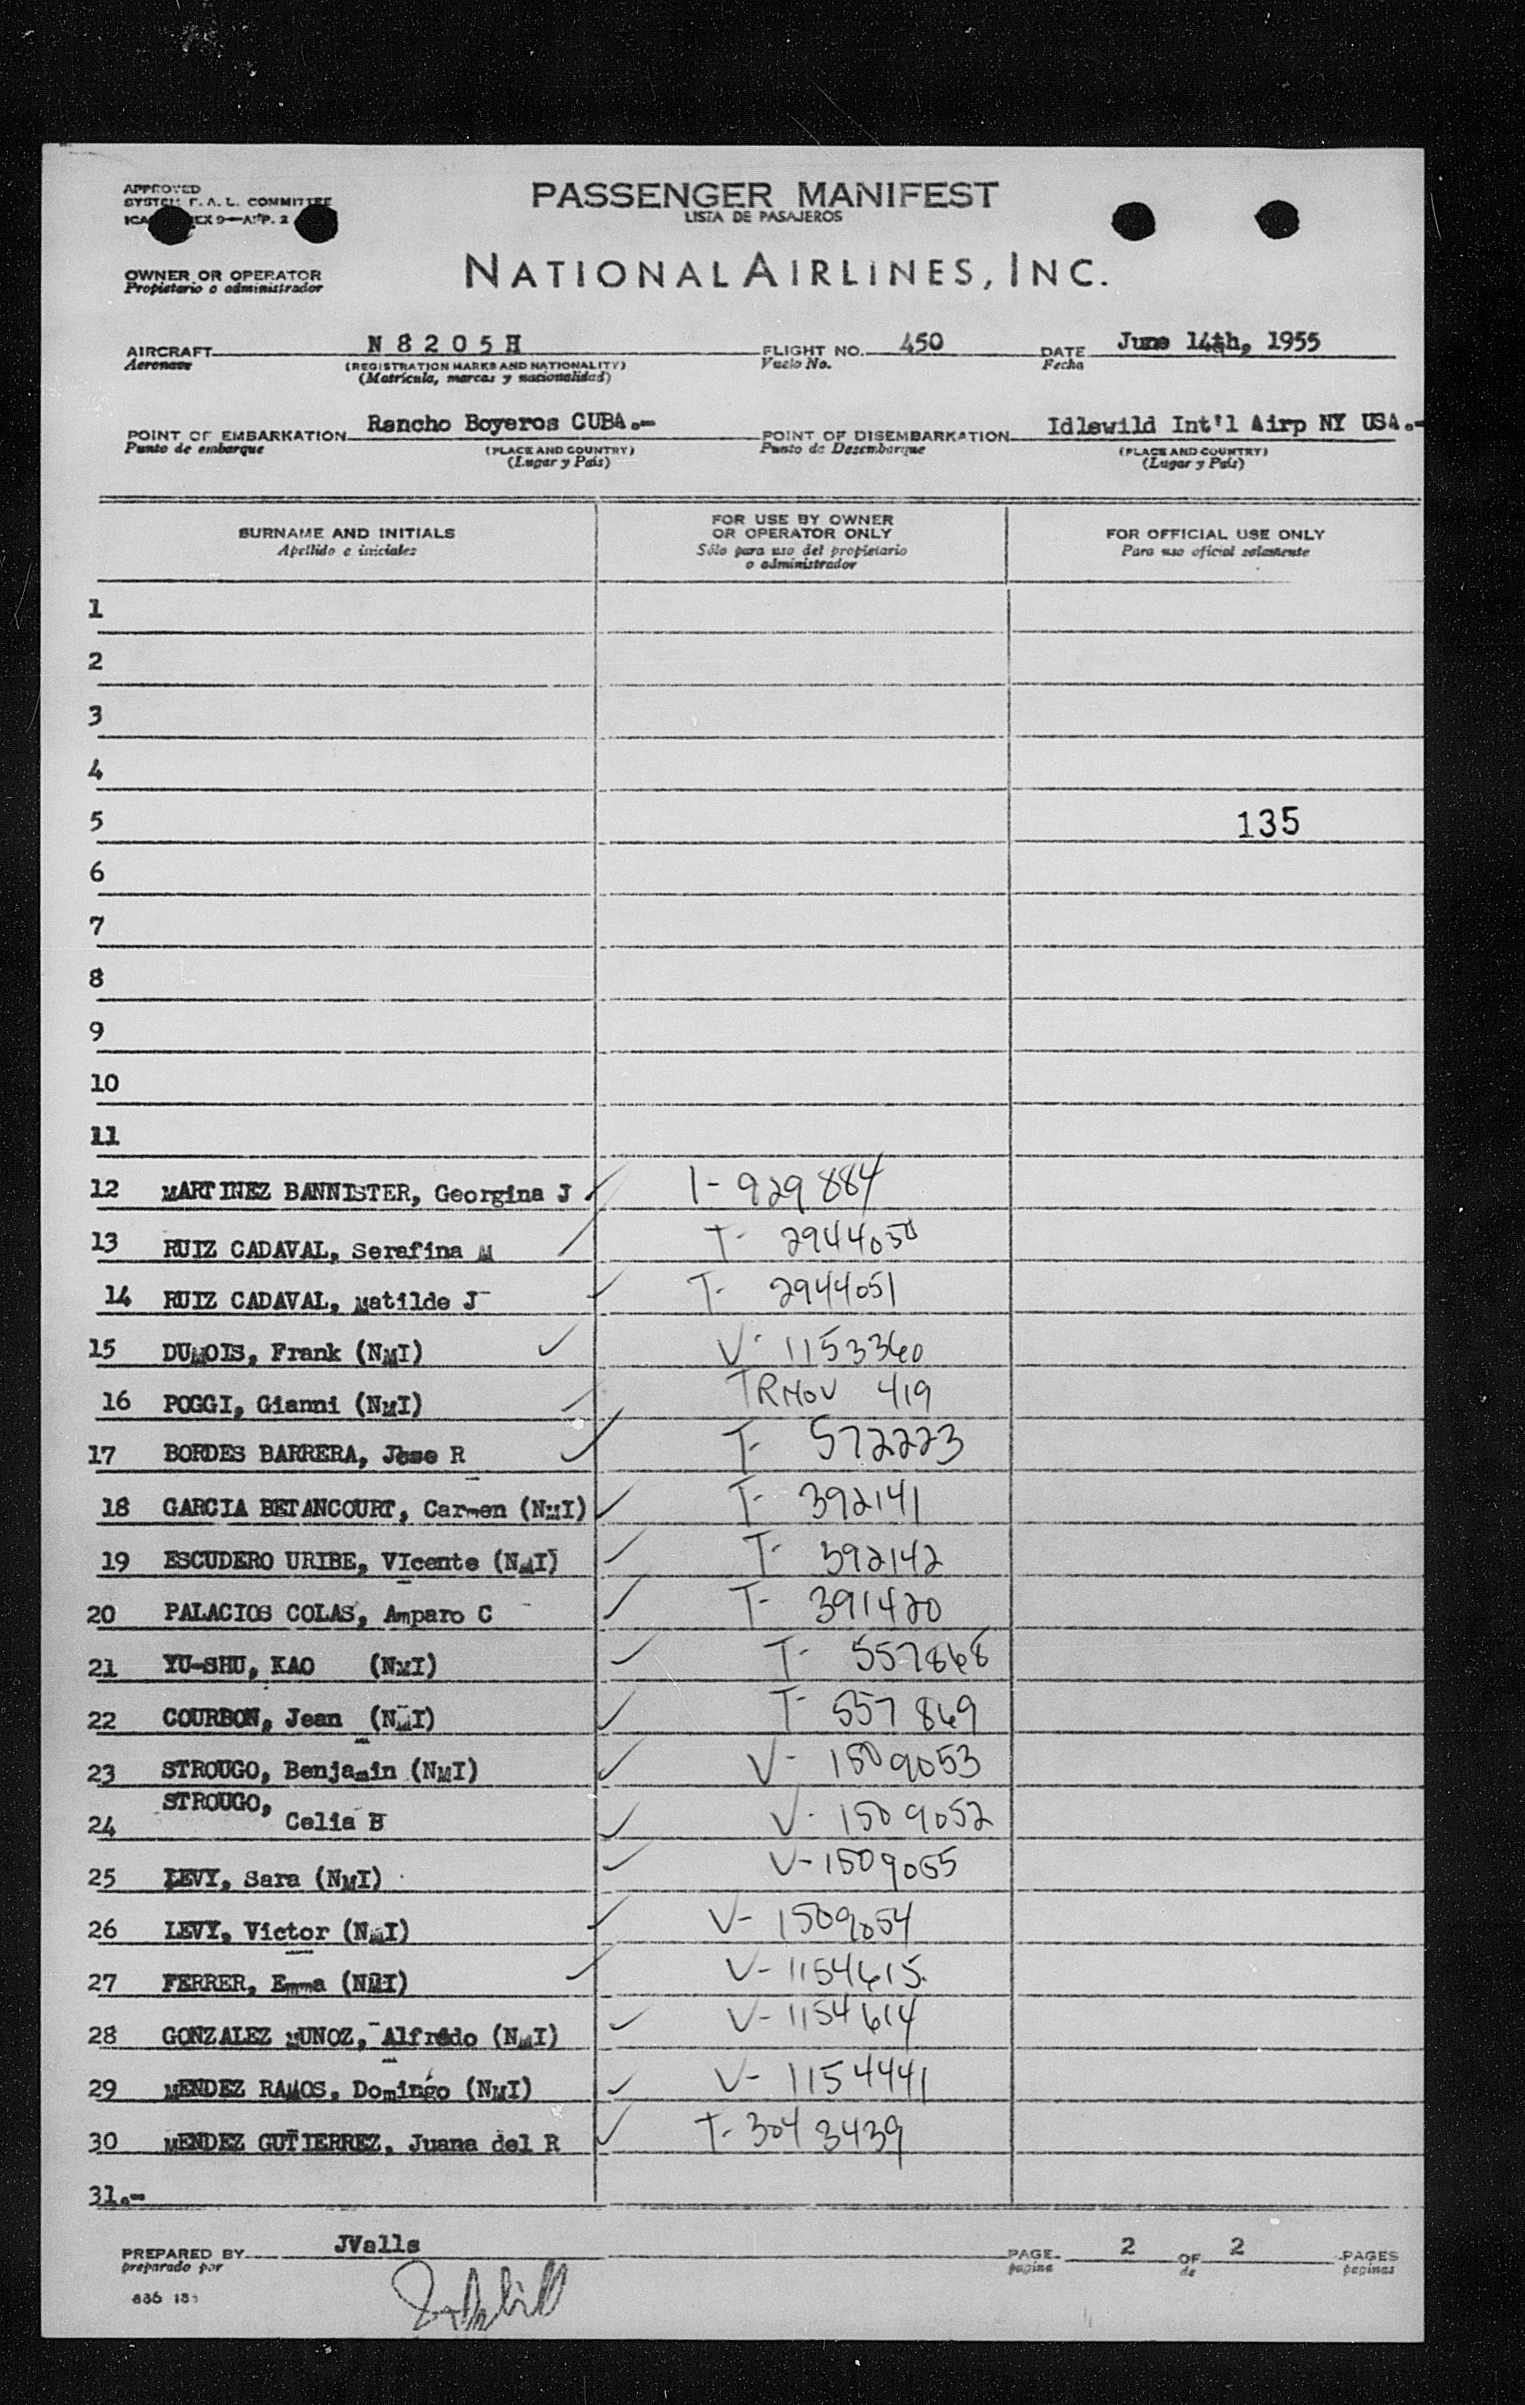 APPROVED
SYSTEM F. A. L. COMMITTEE
9—APP. 2
PASSENGER MANIFEST
LISTA DE PASAJEROS
OWNER OR OPERATOR
Propietario o administrador
NATIONAL AIRLINES, INC.
AIRCRAFT N 8 2 0 5 H FLIGHT NO. 450 DATE June 14th, 1955
Aeronave (REGISTRATION MARKS AND NATIONALITY) Vuelo No. Fecha
(Matrícula, marcas y nacionalidad)
POINT OF EMBARKATION Rancho Boyeros CUBA.- POINT OF DISEMBARKATION Idlewild Int'l Airp NY USA.-
Punto de embarque (PLACE AND COUNTRY) Punto de Desembarque (PLACE AND COUNTRY)
(Lugar y País) (Lugar y País)
SURNAME AND INITIALS
Apellido e iniciales
FOR USE BY OWNER
OR OPERATOR ONLY
Sólo para uso del propietario
o administrador
FOR OFFICIAL USE ONLY
Para uso oficial solamente
1
2
3
4
5 135
6
7
8
9
10
11
12 MARTINEZ BANNISTER, Georgina J 1- 929884
13 RUIZ CADAVAL, Serafina M T- 2944050
14 RUIZ CADAVAL, Matilde J T- 2944051
15 DUMOIS, Frank (NMI) V- 1153360
16 POGGI, Gianni (NMI) 419
17 BORDES BARRERA, Jose R T- 572223
18 GARCIA BETANCOURT, Carmen (NMI) T- 392141
19 ESCUDERO URIBE, VIcente (NMI) T- 392142
20 PALACIOS COLAS, Amparo C T- 391420
21 YU-SHU, KAO (NMI) T- 557868
22 COURBON, Jean (NMI) T- 557869
23 STROUGO, Benjamin (NMI) V- 1509053
24 STROUGO, Celia B V- 1509052
25 LEVY, Sara (NMI) V-1509055
26 LEVY, Victor (NMI) V- 1509054
27 FERRER, Emma (NMI) V- 1154615
28 GONZALEZ MUNOZ, Alfredo (NMI) V- 1154614
29 MENDEZ RAMOS, Domingo (NMI) V- 1154441
30 MENDEZ GUTIERREZ, Juana del R T- 3043439
31.-
PREPARED BY JValls PAGE 2 OF 2 PAGES
preparado por pagina de paginas